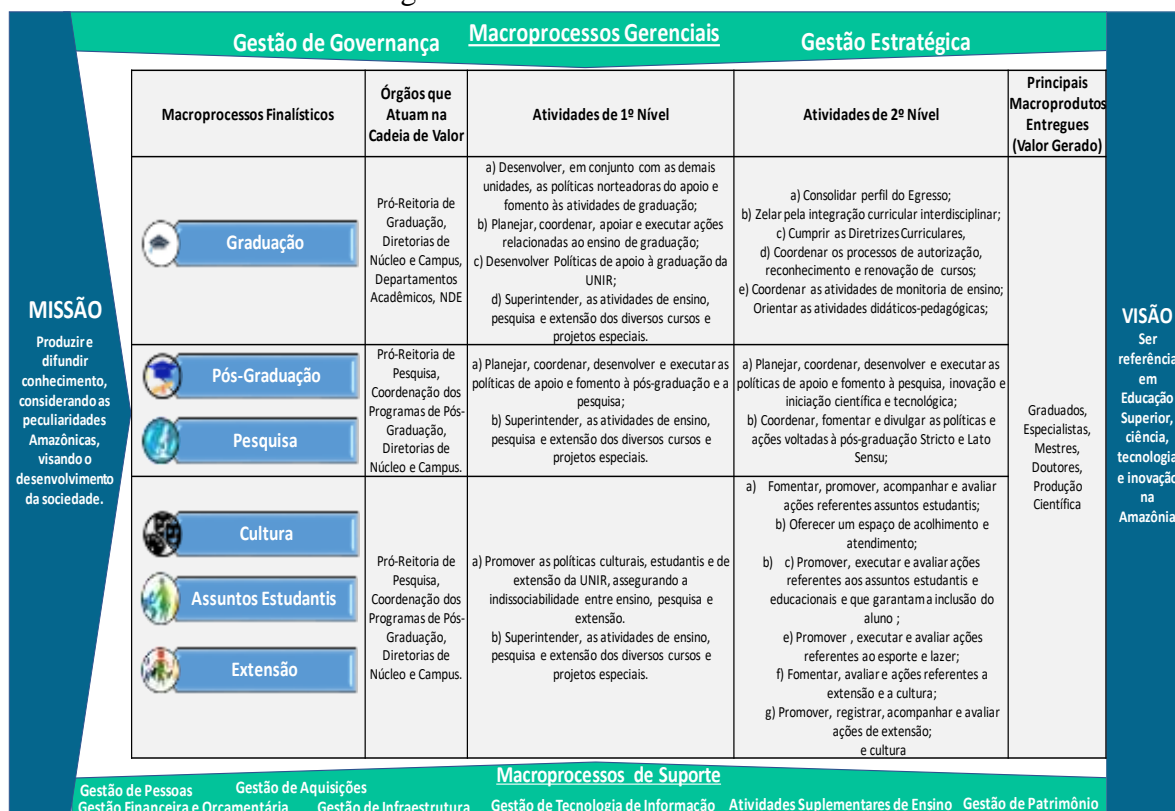 Gestão de Governança
Macroprocessos Gerenciais
Gestão Estratégica
MISSÃO
Produzir e
difundir
conhecimento,
considerando as
peculiaridades
Amazônicas,
visando o
desenvolvimento
da sociedade.
Macroprocessos Finalísticos
Órgãos que
Atuam na
Cadeia de Valor
Atividades de 1º Nível
Atividades de 2º Nível
Principais
Macroprodutos
Entregues
(Valor Gerado)
Graduação
Pró-Reitoria de
Graduação,
Diretorias de
Núcleo e Campus,
Departamentos
Acadêmicos, NDE
a) Desenvolver, em conjunto com as demais
unidades, as políticas norteadoras do apoio e
fomento às atividades de graduação;
b) Planejar, coordenar, apoiar e executar ações
relacionadas ao ensino de graduação;
c) Desenvolver Políticas de apoio à graduação da
UNIR;
d) Superintender, as atividades de ensino,
pesquisa e extensão dos diversos cursos e
projetos especiais.
a) Consolidar perfil do Egresso;
b) Zelar pela integração curricular interdisciplinar;
c) Cumprir as Diretrizes Curriculares,
d) Coordenar os processos de autorização,
reconhecimento e renovação de cursos;
e) Coordenar as atividades de monitoria de ensino;
Orientar as atividades didáticos-pedagógicas;
Pós-Graduação
Pesquisa
Pró-Reitoria de
Pesquisa,
Coordenação dos
Programas de Pós-
Graduação,
Diretorias de
Núcleo e Campus.
a) Planejar, coordenar, desenvolver e executar as
políticas de apoio e fomento à pós-graduação e a
pesquisa;
b) Superintender, as atividades de ensino,
pesquisa e extensão dos diversos cursos e
projetos especiais.
a) Planejar, coordenar, desenvolver e executar as
políticas de apoio e fomento à pesquisa, inovação e
iniciação científica e tecnológica;
b) Coordenar, fomentar e divulgar as políticas e
ações voltadas à pós-graduação Stricto e Lato
Sensu;
Cultura
Assuntos Estudantis
Extensão
Pró-Reitoria de
Pesquisa,
Coordenação dos
Programas de Pós-
Graduação,
Diretorias de
Núcleo e Campus.
a) Promover as políticas culturais, estudantis e de
extensão da UNIR, assegurando a
indissociabilidade entre ensino, pesquisa e
extensão.
b) Superintender, as atividades de ensino,
pesquisa e extensão dos diversos cursos e
projetos especiais.
a) Fomentar, promover, acompanhar e avaliar
ações referentes assuntos estudantis;
b) Oferecer um espaço de acolhimento e
atendimento;
b) c) Promover, executar e avaliar ações
referentes aos assuntos estudantis e
educacionais e que garantam a inclusão do
aluno ;
e) Promover , executar e avaliar ações
referentes ao esporte e lazer;
f) Fomentar, avaliar e ações referentes a
extensão e a cultura;
g) Promover, registrar, acompanhar e avaliar
ações de extensão;
e cultura
Graduados,
Especialistas,
Mestres,
Doutores,
Produção
Científica
VISÃO
Ser
referência
em
Educação
Superior,
ciência,
tecnologia
e inovação
na
Amazônia
Macroprocessos de Suporte
Gestão de Pessoas
Gestão de Aquisições
Gestão Financeira e Orçamentária
Gestão de Infraestrutura
Gestão de Tecnologia de Informação
Atividades Suplementares de Ensino
Gestão de Patrimônio